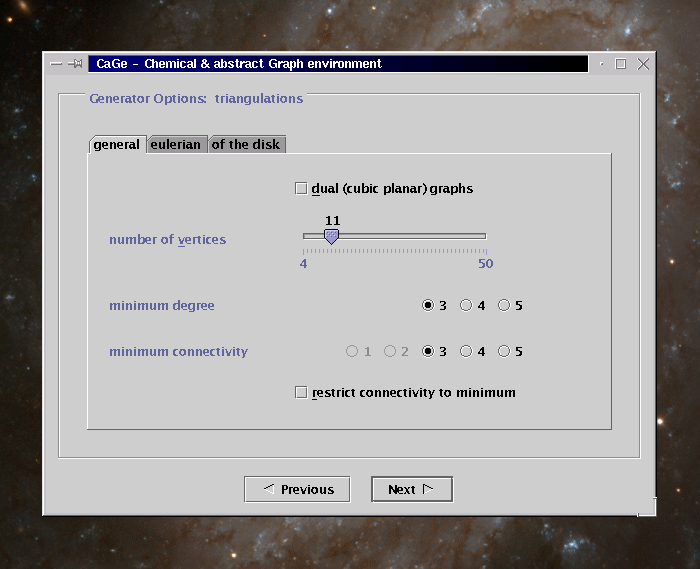 CaGe – Chemical & abstract Graph environment
Generator Options: triangulations
general eulerian of the disk
dual (cubic planar) graphs
11
number of vertices
4 50
minimum degree 3 4 5
minimum connectivity 1 2 3 4 5
restrict connectivity to minimum
Previous Next